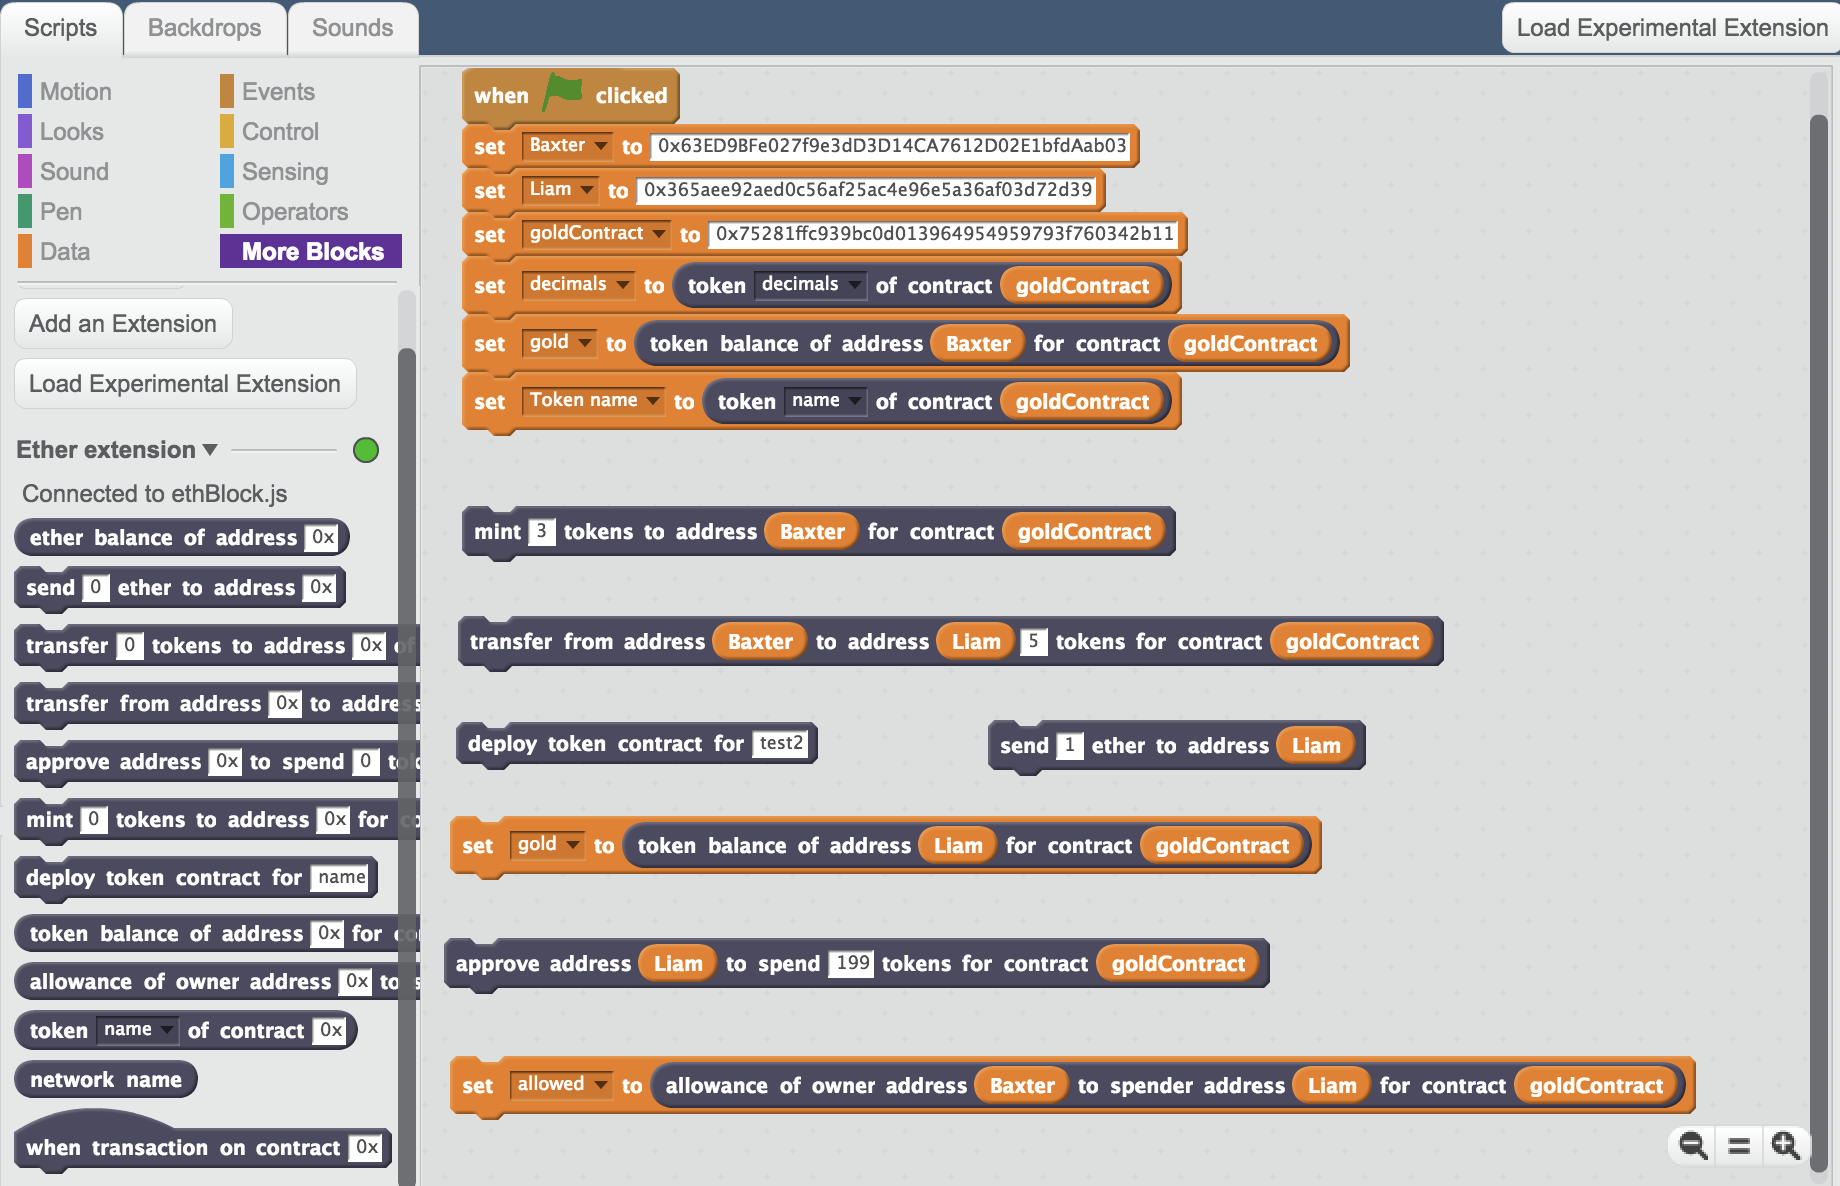 Scripts
Backdrops
Sounds
Load Experimental Extension
Motion
Looks
Sound
Pen
Data
Events
Control
Sensing
Operators
More Blocks
Add an Extension
Load Experimental Extension
Ether extension
Connected to ethBlock.js
ether balance of address 0x
send 0 ether to address 0x
transfer 0 tokens to address 0x of
transfer from address 0x to address
approve address 0x to spend 0 tok
mint 0 tokens to address 0x for co
deploy token contract for name
token balance of address 0x for co
allowance of owner address 0x to s
token name of contract 0x
network name
when transaction on contract 0x
when clicked
set Baxter to 0x63ED9BFe027f9e3dD3D14CA7612D02E1bfdAab03
set Liam to 0x365aee92aed0c56af25ac4e96e5a36af03d72d39
set goldContract to 0x75281ffc939bc0d013964954959793f760342b11
set decimals to token decimals of contract goldContract
set gold to token balance of address Baxter for contract goldContract
set Token name to token name of contract goldContract
mint 3 tokens to address Baxter for contract goldContract
transfer from address Baxter to address Liam 5 tokens for contract goldContract
deploy token contract for test2
send 1 ether to address Liam
set gold to token balance of address Liam for contract goldContract
approve address Liam to spend 199 tokens for contract goldContract
set allowed to allowance of owner address Baxter to spender address Liam for contract goldContract